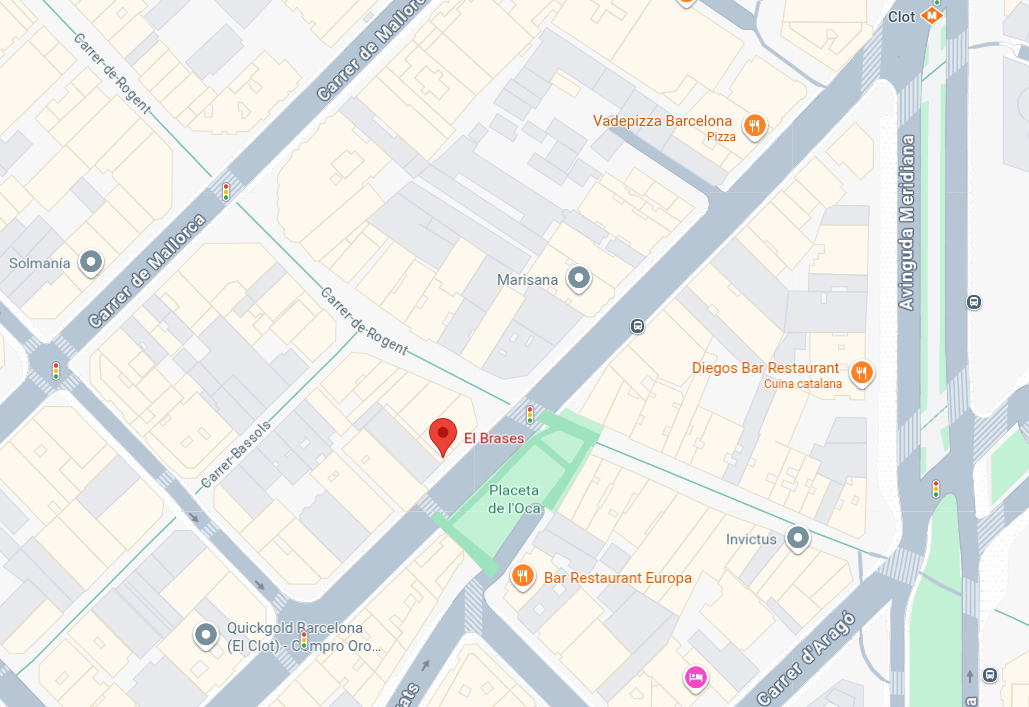 Clot
Carrer de Mallorca
Carrer de Rogent
Vadepizza Barcelona
Pizza
Avinguda Meridiana
Carrer de Mallorca
Solmanía
Marisana
Carrer de Rogent
Diegos Bar Restaurant
Cuina catalana
El Brases
Carrer Bassols
Placeta
de l'Oca
Invictus
Bar Restaurant Europa
Quickgold Barcelona
(El Clot) - Compro Oro...
Carrer d'Aragó
ats
a